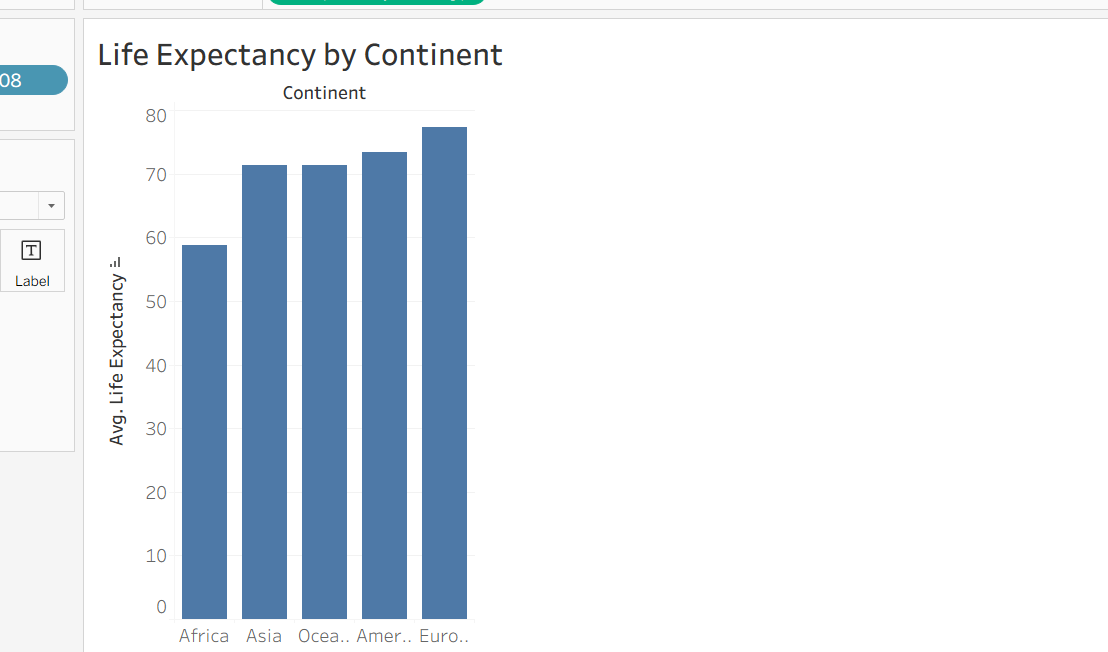 Life Expectancy by Continent
08
Continent
80
70
60
50
40
30
20
10
0
Avg. Life Expectancy
Label
Africa Asia Ocea.. Amer.. Euro..